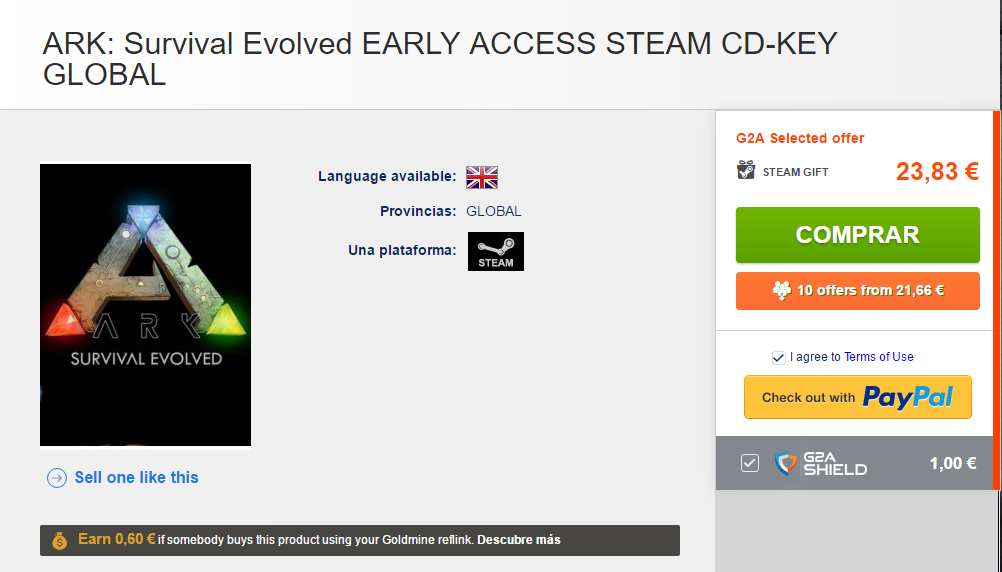 ARK: Survival Evolved EARLY ACCESS STEAM CD-KEY
GLOBAL
ARK
SURVIVAL EVOLVED
Sell one like this
Language available:
Provincias: GLOBAL
Una plataforma: STEAM
G2A Selected offer
STEAM GIFT 23,83 €
COMPRAR
10 offers from 21,66 €
I agree to Terms of Use
Check out with PayPal
G2A SHIELD 1,00 €
Earn 0,60 € if somebody buys this product using your Goldmine reflink. Descubre más